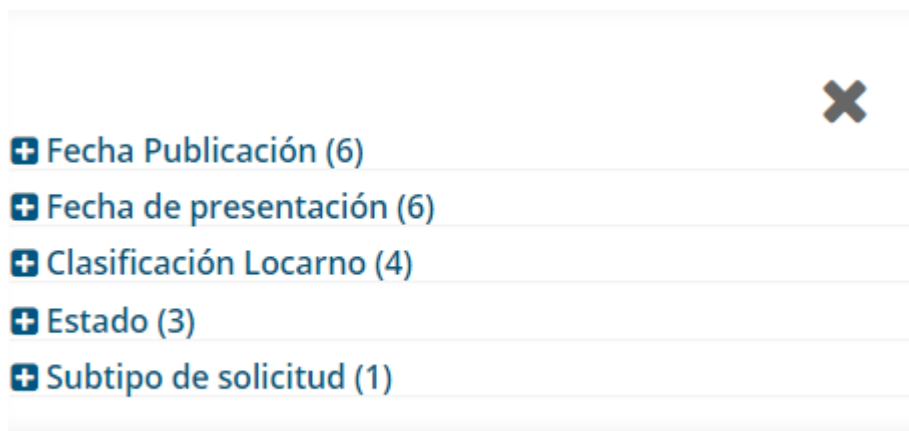 Fecha Publicación (6)
Fecha de presentación (6)
Clasificación Locarno (4)
Estado (3)
Subtipo de solicitud (1)